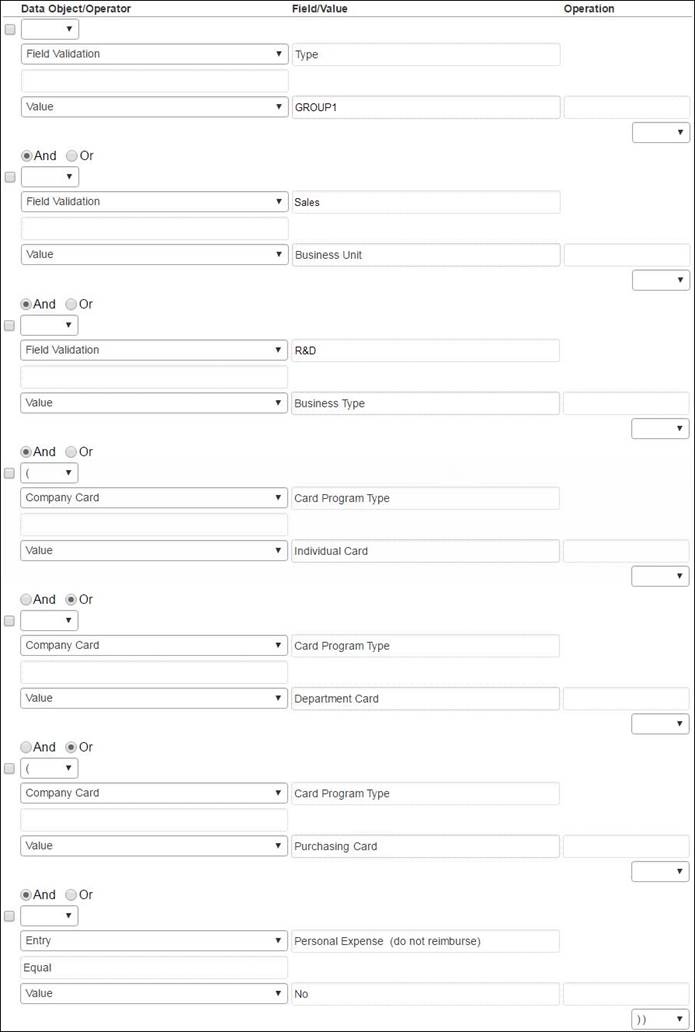 Data Object/Operator Field/Value Operation
Field Validation Type
Value GROUP1
And Or
Field Validation Sales
Value Business Unit
And Or
Field Validation R&D
Value Business Type
And Or
(
Company Card Card Program Type
Value Individual Card
And Or
Company Card Card Program Type
Value Department Card
And Or
(
Company Card Card Program Type
Value Purchasing Card
And Or
Entry Personal Expense (do not reimburse)
Equal
Value No
))